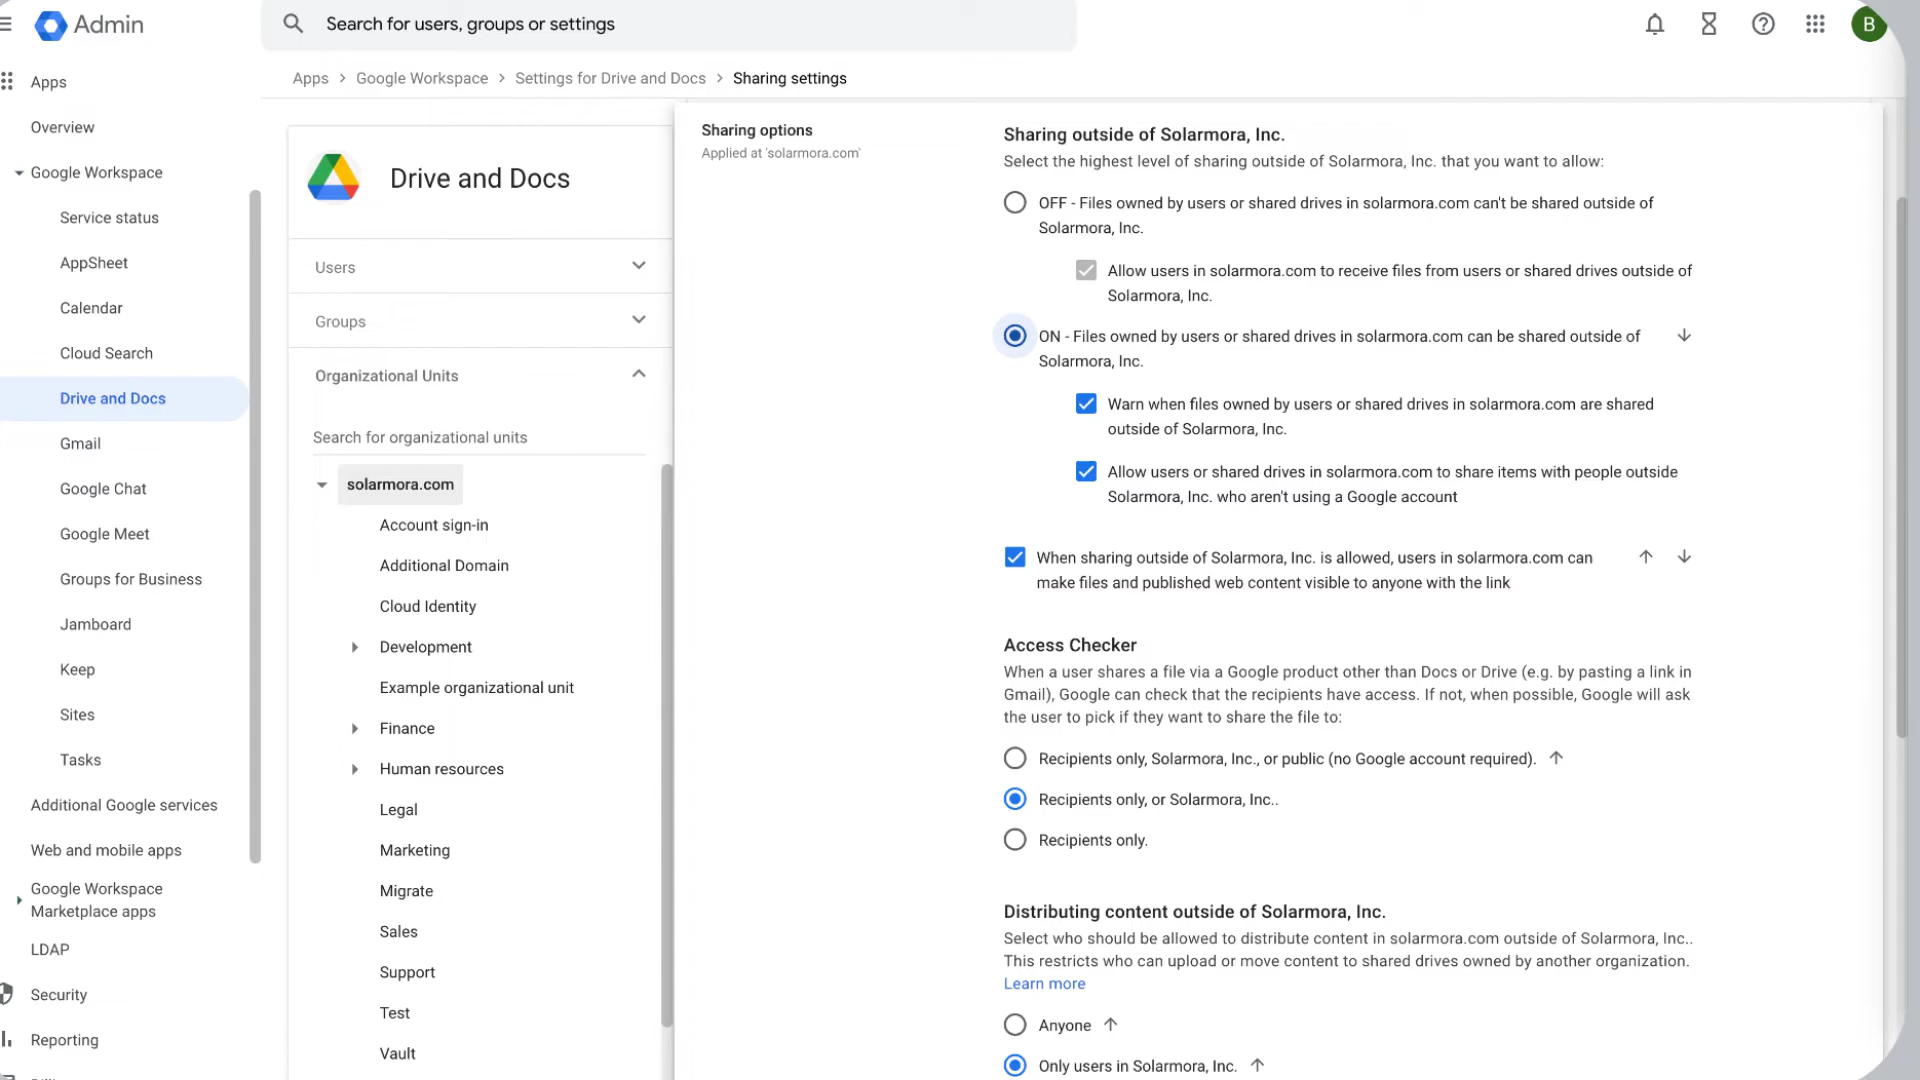 Admin
Search for users, groups or settings
B
Apps
Overview
Google Workspace
Service status
AppSheet
Calendar
Cloud Search
Drive and Docs
Gmail
Google Chat
Google Meet
Groups for Business
Jamboard
Keep
Sites
Tasks
Additional Google services
Web and mobile apps
Google Workspace
Marketplace apps
LDAP
Security
Reporting
Apps > Google Workspace > Settings for Drive and Docs > Sharing settings
Drive and Docs
Users
Groups
Organizational Units
Search for organizational units
solarmora.com
Account sign-in
Additional Domain
Cloud Identity
Development
Example organizational unit
Finance
Human resources
Legal
Marketing
Migrate
Sales
Support
Test
Vault
Sharing options
Applied at 'solarmora.com'
Sharing outside of Solarmora, Inc.
Select the highest level of sharing outside of Solarmora, Inc. that you want to allow:
OFF - Files owned by users or shared drives in solarmora.com can't be shared outside of
Solarmora, Inc.
Allow users in solarmora.com to receive files from users or shared drives outside of
Solarmora, Inc.
ON - Files owned by users or shared drives in solarmora.com can be shared outside of
Solarmora, Inc.
Warn when files owned by users or shared drives in solarmora.com are shared
outside of Solarmora, Inc.
Allow users or shared drives in solarmora.com to share items with people outside
Solarmora, Inc. who aren't using a Google account
When sharing outside of Solarmora, Inc. is allowed, users in solarmora.com can
make files and published web content visible to anyone with the link
Access Checker
When a user shares a file via a Google product other than Docs or Drive (e.g. by pasting a link in
Gmail), Google can check that the recipients have access. If not, when possible, Google will ask
the user to pick if they want to share the file to:
Recipients only, Solarmora, Inc., or public (no Google account required).
Recipients only, or Solarmora, Inc..
Recipients only.
Distributing content outside of Solarmora, Inc.
Select who should be allowed to distribute content in solarmora.com outside of Solarmora, Inc..
This restricts who can upload or move content to shared drives owned by another organization.
Learn more
Anyone
Only users in Solarmora, Inc.